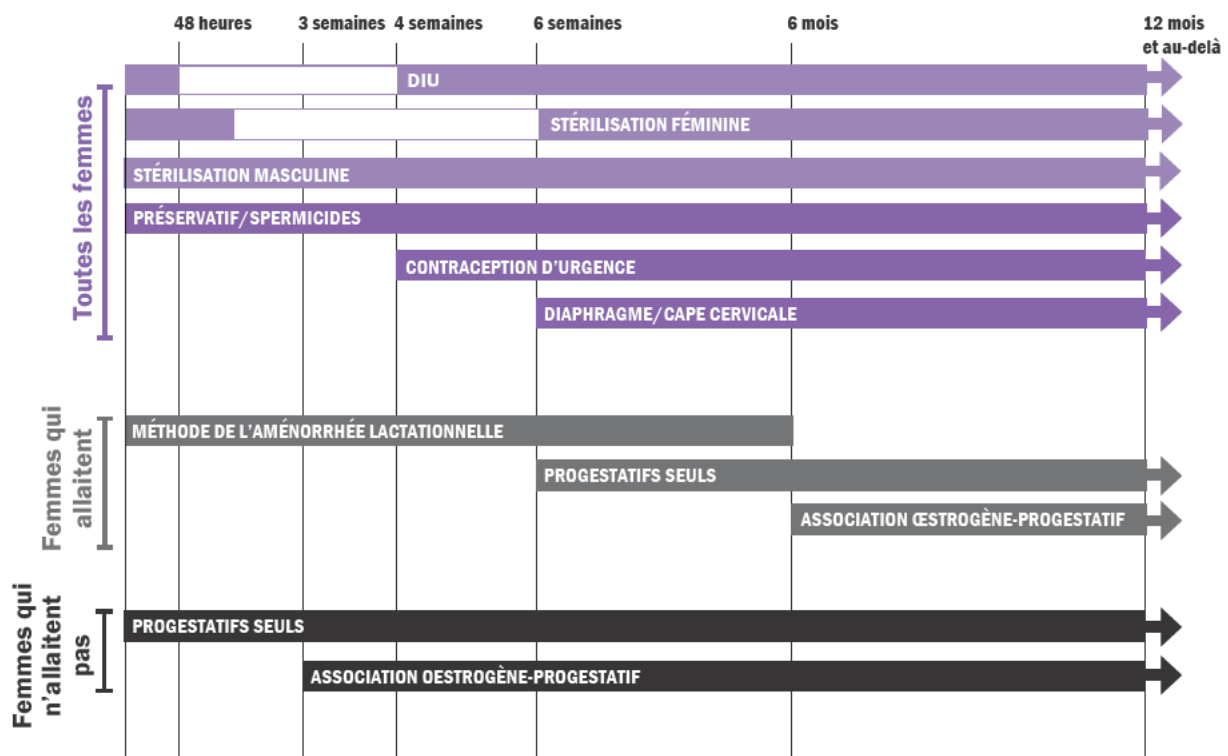 48 heures
3 semaines
4 semaines
6 semaines
6 mois
12 mois
et au-delà
Toutes les femmes
DIU
STÉRILISATION FÉMININE
STÉRILISATION MASCULINE
PRÉSERVATIF/SPERMICIDES
CONTRACEPTION D'URGENCE
DIAPHRAGME/CAPE CERVICALE
Femmes qui
allaitent
MÉTHODE DE L'AMÉNORRHÉE LACTATIONNELLE
PROGESTATIFS SEULS
ASSOCIATION ŒSTROGÈNE-PROGESTATIF
Femmes qui
n'allaitent
pas
PROGESTATIFS SEULS
ASSOCIATION OESTROGÈNE-PROGESTATIF